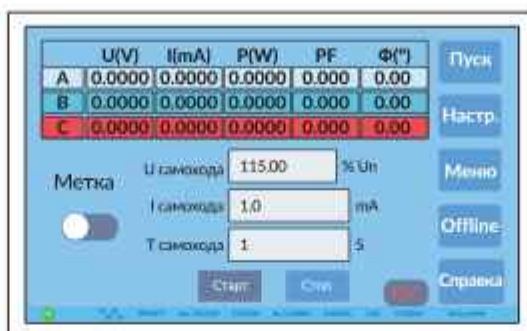 U(V) I(mA) P(W) PF Φ(°)
A 0.0000 0.0000 0.0000 0.000 0.00
B 0.0000 0.0000 0.0000 0.000 0.00
C 0.0000 0.0000 0.0000 0.000 0.00
Пуск
Настр.
Меню
Offline
Справка
Метка
U самохода 115.00 % Un
I самохода 1.0 mA
T самохода 1 S
Старт Стоп